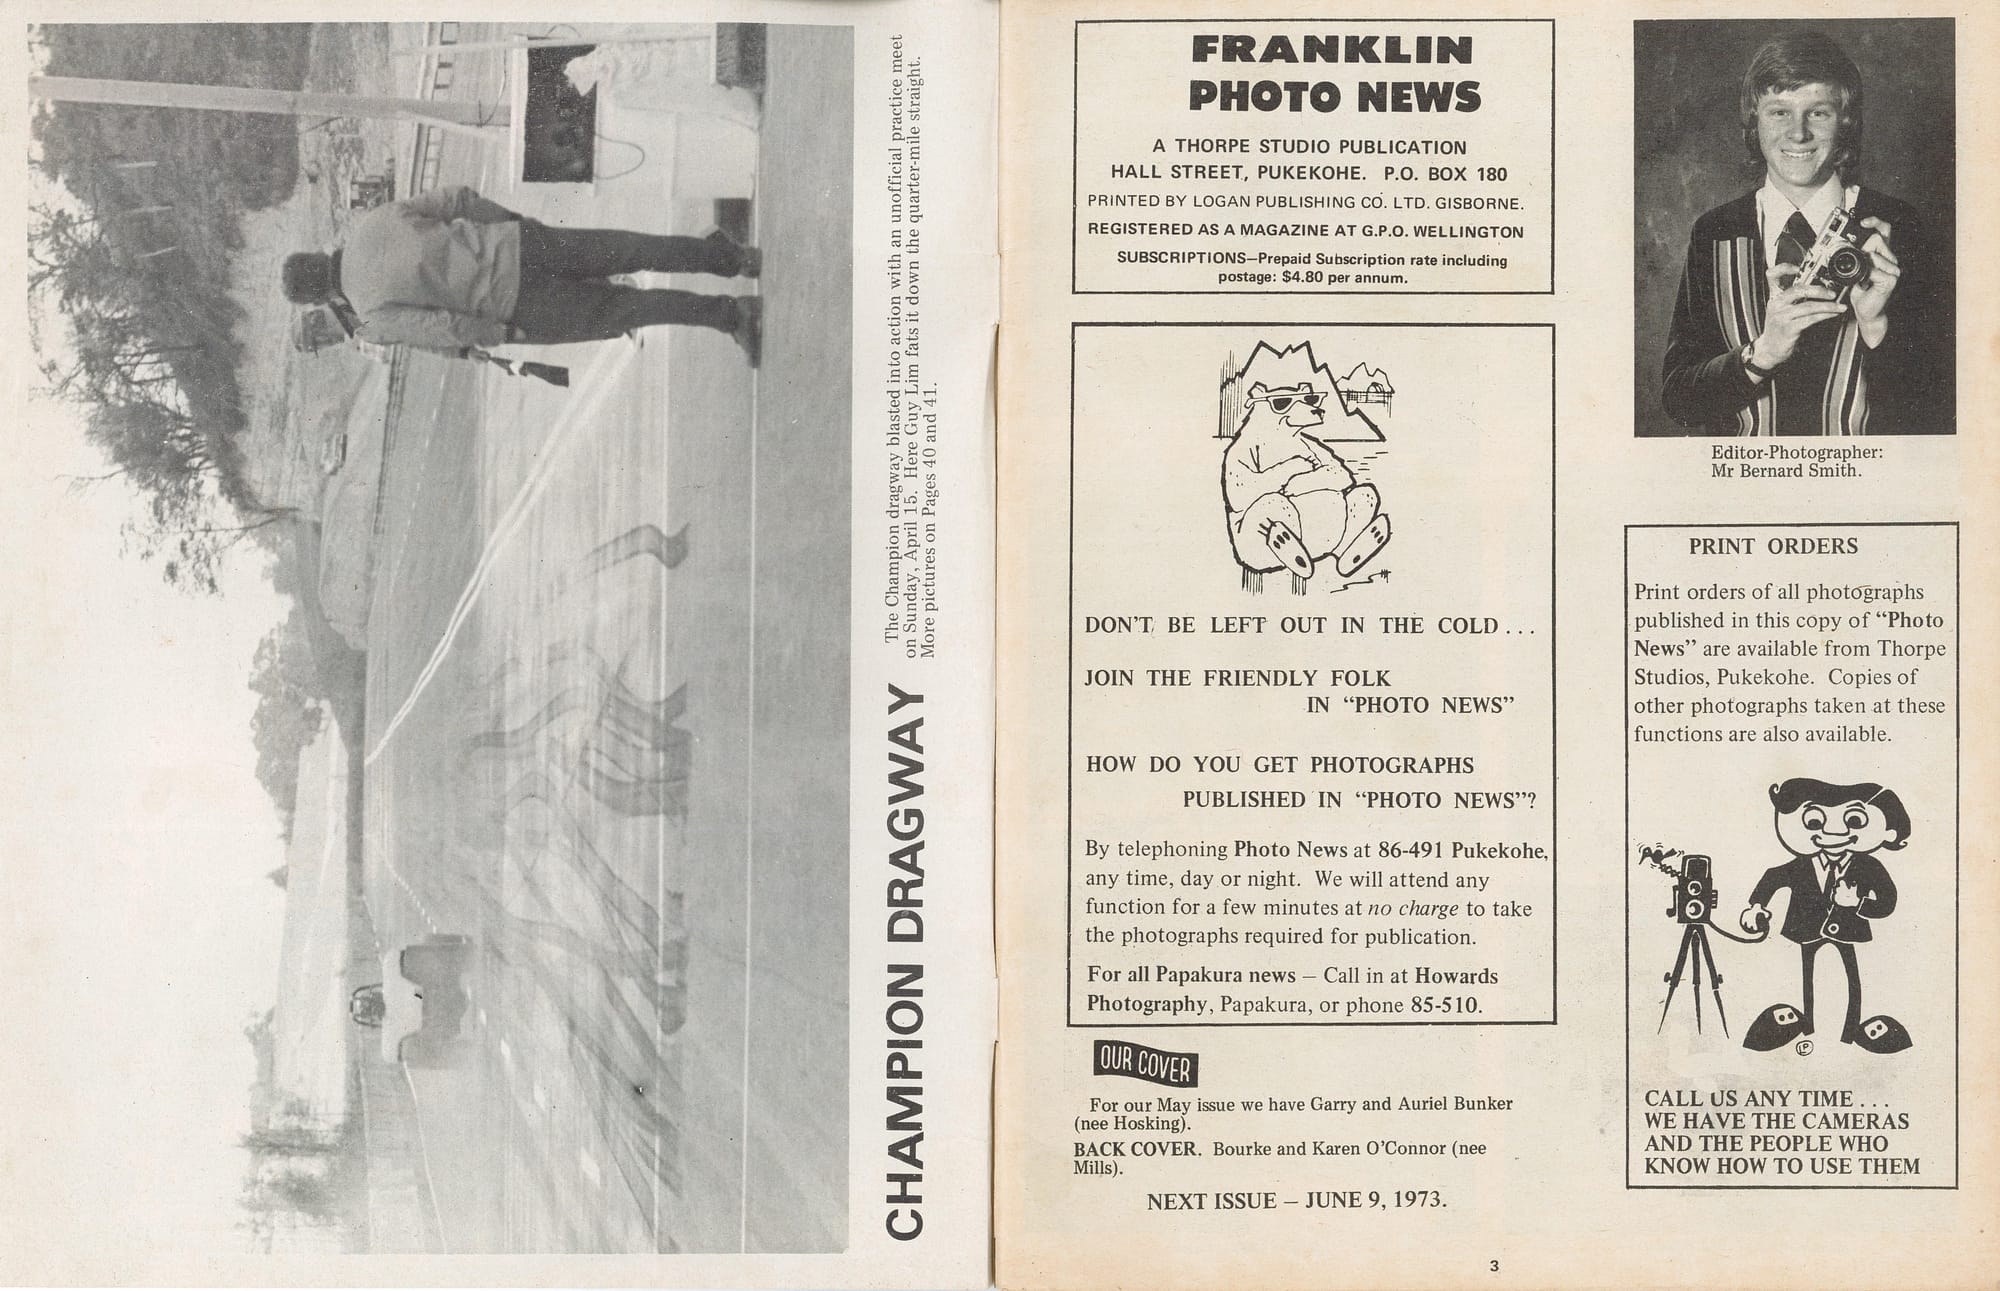 CHAMPION DRAGWAY
The Champion dragway blasted into action with an unofficial practice meet
on Sunday, April 15. Here Guy Lim fats it down the quarter-mile straight.
More pictures on Pages 40 and 41.
FRANKLIN
PHOTO NEWS
A THORPE STUDIO PUBLICATION
HALL STREET, PUKEKOHE. P.O. BOX 180
PRINTED BY LOGAN PUBLISHING CO. LTD. GISBORNE.
REGISTERED AS A MAGAZINE AT G.P.O. WELLINGTON
SUBSCRIPTIONS—Prepaid Subscription rate including
postage: $4.80 per annum.
DON'T BE LEFT OUT IN THE COLD . . .
JOIN THE FRIENDLY FOLK
IN “PHOTO NEWS”
HOW DO YOU GET PHOTOGRAPHS
PUBLISHED IN “PHOTO NEWS”?
By telephoning Photo News at 86-491 Pukekohe,
any time, day or night. We will attend any
function for a few minutes at no charge to take
the photographs required for publication.
For all Papakura news – Call in at Howards
Photography, Papakura, or phone 85-510.
OUR COVER
For our May issue we have Garry and Auriel Bunker
(nee Hosking).
BACK COVER. Bourke and Karen O'Connor (nee
Mills).
NEXT ISSUE – JUNE 9, 1973.
Editor-Photographer:
Mr Bernard Smith.
PRINT ORDERS
Print orders of all photographs
published in this copy of “Photo
News” are available from Thorpe
Studios, Pukekohe. Copies of
other photographs taken at these
functions are also available.
LP
CALL US ANY TIME . . .
WE HAVE THE CAMERAS
AND THE PEOPLE WHO
KNOW HOW TO USE THEM
3